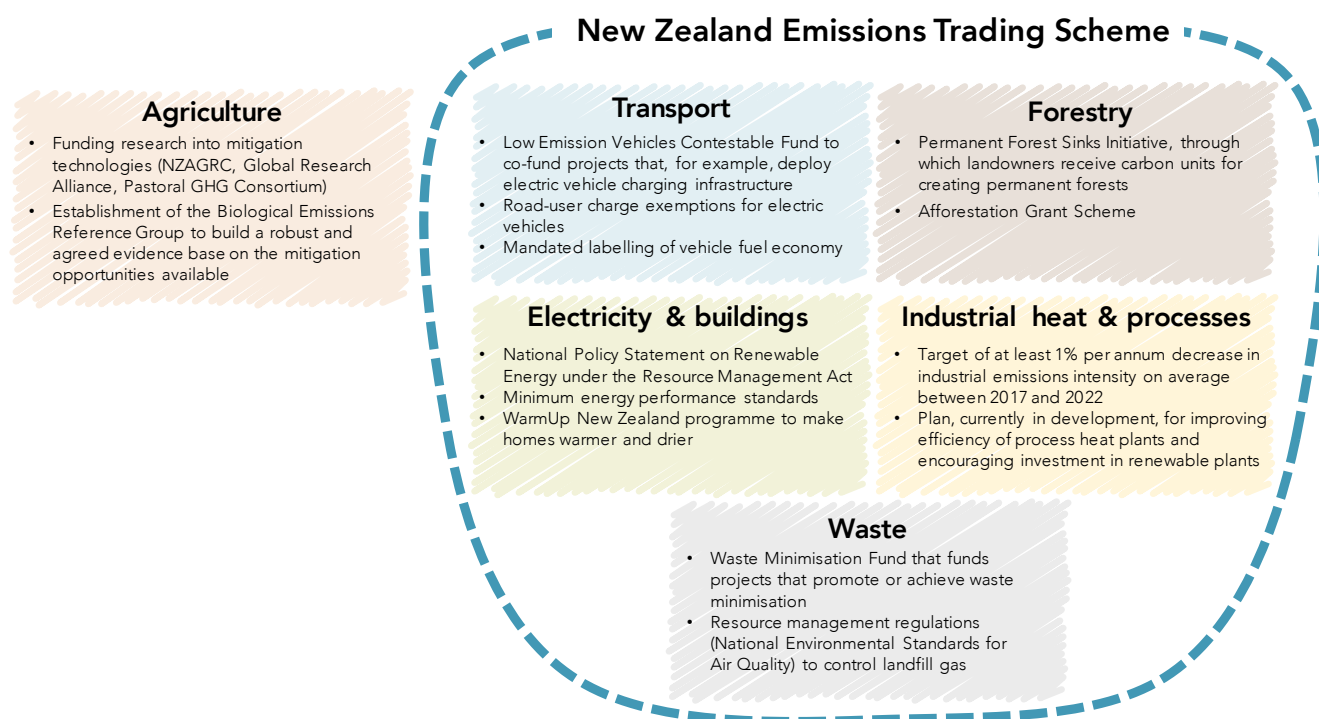 New Zealand Emissions Trading Scheme
Agriculture
• Funding research into mitigation
technologies (NZAGRC, Global Research
Alliance, Pastoral GHG Consortium)
• Establishment of the Biological Emissions
Reference Group to build a robust and
agreed evidence base on the mitigation
opportunities available
Transport
• Low Emission Vehicles Contestable Fund to
co-fund projects that, for example, deploy
electric vehicle charging infrastructure
• Road-user charge exemptions for electric
vehicles
• Mandated labelling of vehicle fuel economy
Forestry
• Permanent Forest Sinks Initiative, through
which landowners receive carbon units for
creating permanent forests
• Afforestation Grant Scheme
Electricity & buildings
• National Policy Statement on Renewable
Energy under the Resource Management Act
• Minimum energy performance standards
• WarmUp New Zealand programme to make
homes warmer and drier
Industrial heat & processes
• Target of at least 1% per annum decrease in
industrial emissions intensity on average
between 2017 and 2022
• Plan, currently in development, for improving
efficiency of process heat plants and
encouraging investment in renewable plants
Waste
• Waste Minimisation Fund that funds
projects that promote or achieve waste
minimisation
• Resource management regulations
(National Environmental Standards for
Air Quality) to control landfill gas